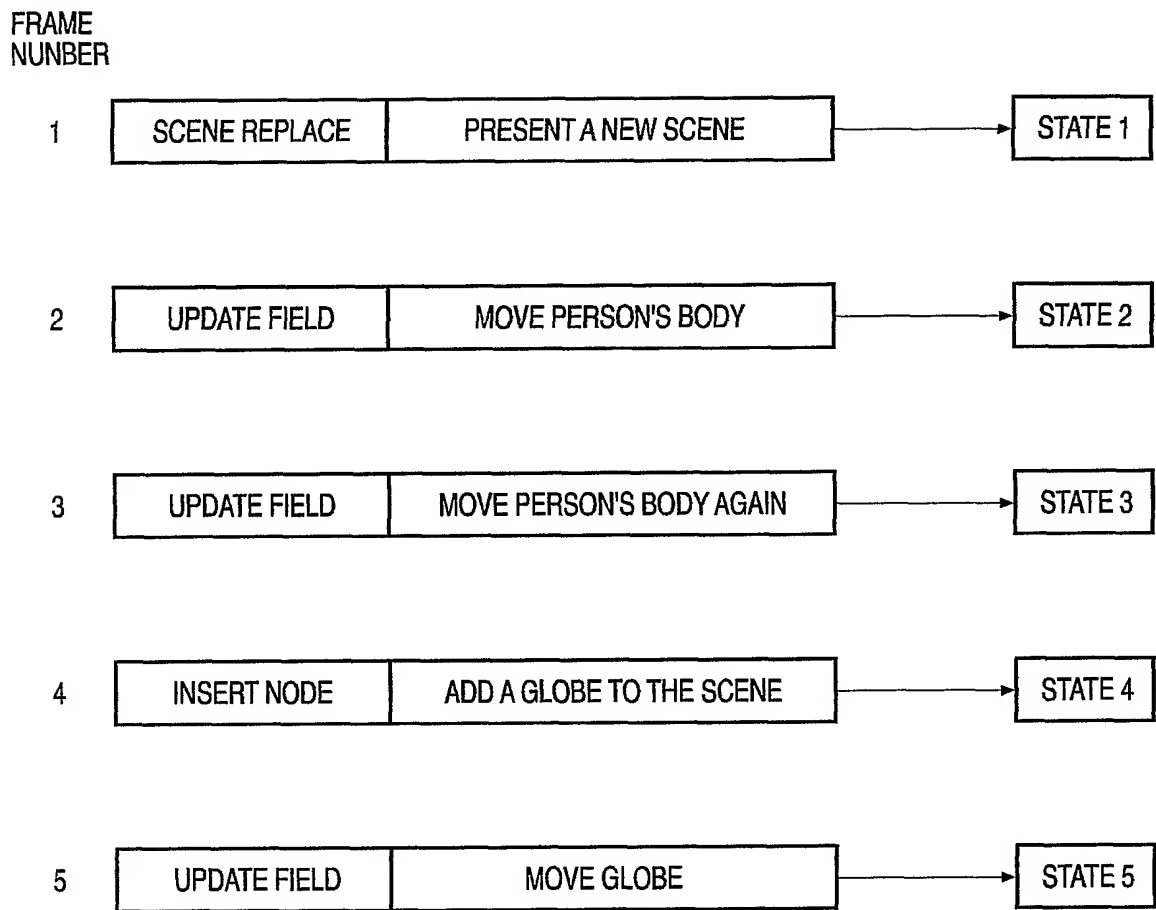 FRAME
NUNBER
1 SCENE REPLACE PRESENT A NEW SCENE STATE 1
2 UPDATE FIELD MOVE PERSON'S BODY STATE 2
3 UPDATE FIELD MOVE PERSON'S BODY AGAIN STATE 3
4 INSERT NODE ADD A GLOBE TO THE SCENE STATE 4
5 UPDATE FIELD MOVE GLOBE STATE 5